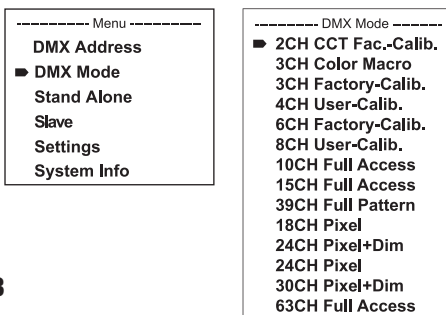 ---------- Menu ----------
DMX Address
➨ DMX Mode
Stand Alone
Slave
Settings
System Info
---------- DMX Mode ------
➨ 2CH CCT Fac.-Calib.
3CH Color Macro
3CH Factory-Calib.
4CH User-Calib.
6CH Factory-Calib.
8CH User-Calib.
10CH Full Access
15CH Full Access
39CH Full Pattern
18CH Pixel
24CH Pixel+Dim
24CH Pixel
30CH Pixel+Dim
63CH Full Access